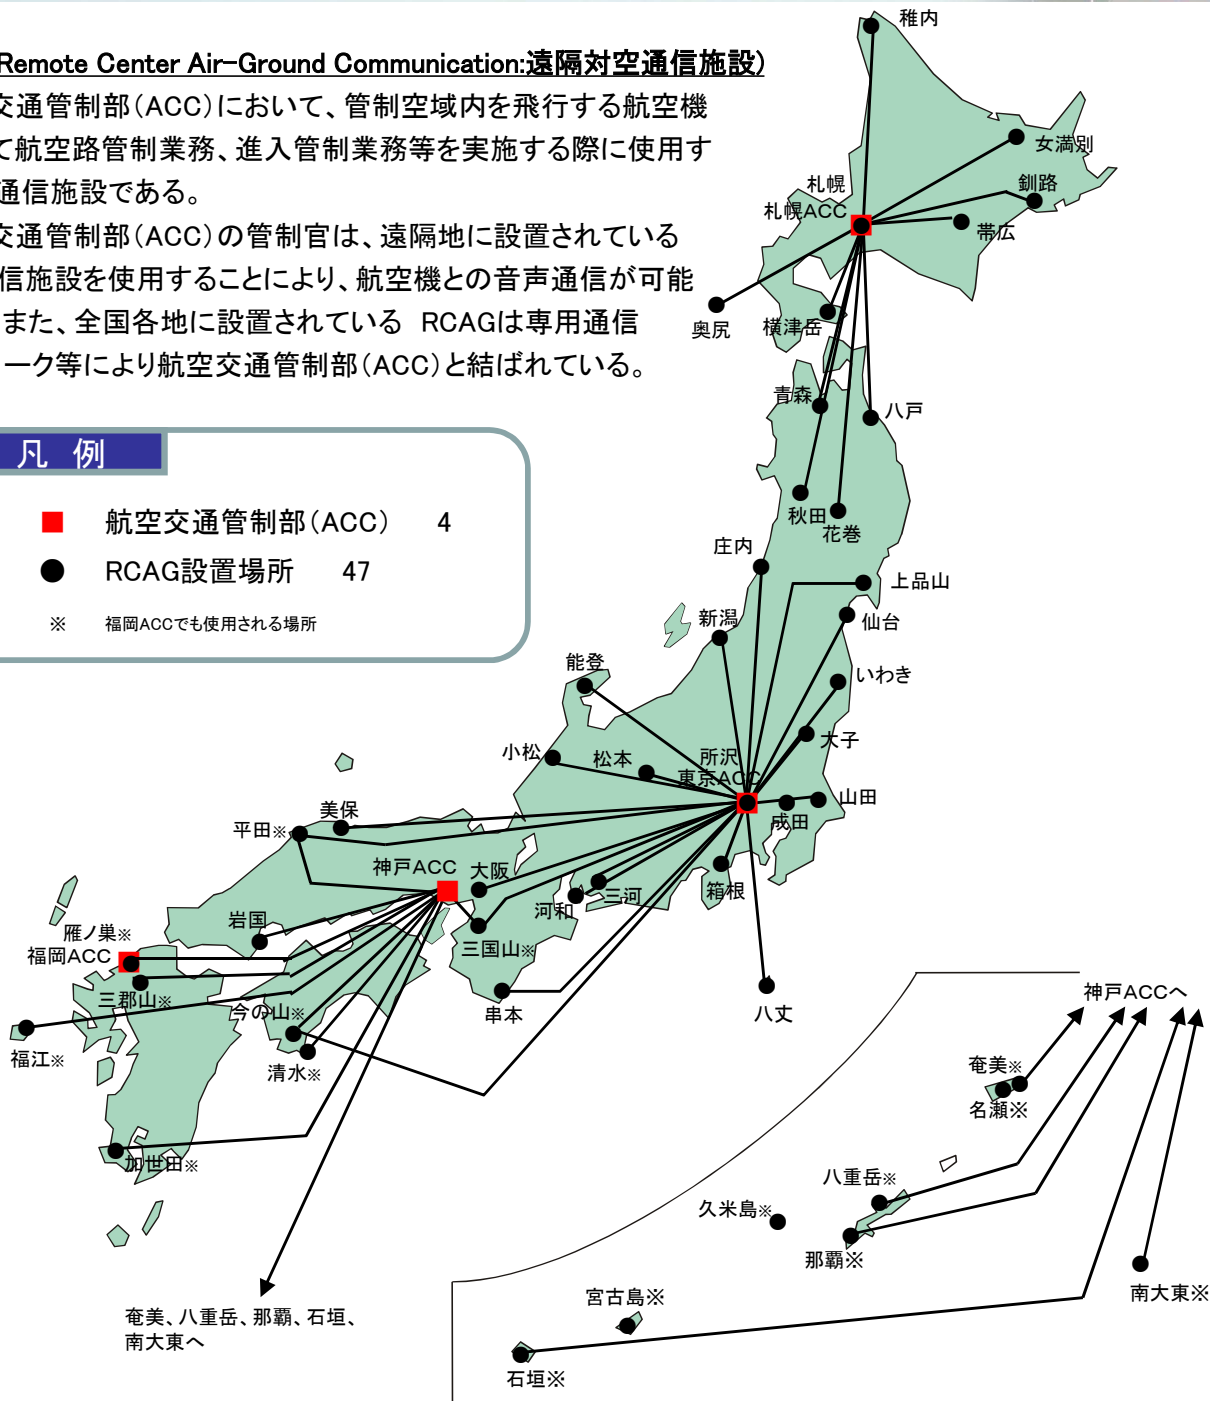 Remote Center Air-Ground Communication:遠隔対空通信施設)
交通管制部(ACC)において、管制空域内を飛行する航空機
て航空路管制業務、進入管制業務等を実施する際に使用す
通信施設である。
交通管制部(ACC)の管制官は、遠隔地に設置されている
信施設を使用することにより、航空機との音声通信が可能
また、全国各地に設置されている RCAGは専用通信
ーク等により航空交通管制部(ACC)と結ばれている。
凡 例
航空交通管制部(ACC) 4
RCAG設置場所 47
※ 福岡ACCでも使用される場所
稚内
女満別
釧路
札幌
札幌ACC
帯広
奥尻
横津岳
青森
八戸
秋田
花巻
庄内
上品山
新潟
仙台
能登
いわき
大子
小松
松本
所沢
東京ACC
山田
成田
美保
平田※
神戸ACC
大阪
箱根
三河
河和
岩国
三国山※
雁ノ巣※
福岡ACC
三郡山※
今の山※
串本
八丈
福江※
清水※
加世田※
奄美、八重岳、那覇、石垣、
南大東へ
神戸ACCへ
奄美※
名瀬※
八重岳※
久米島※
那覇※
南大東※
宮古島※
石垣※